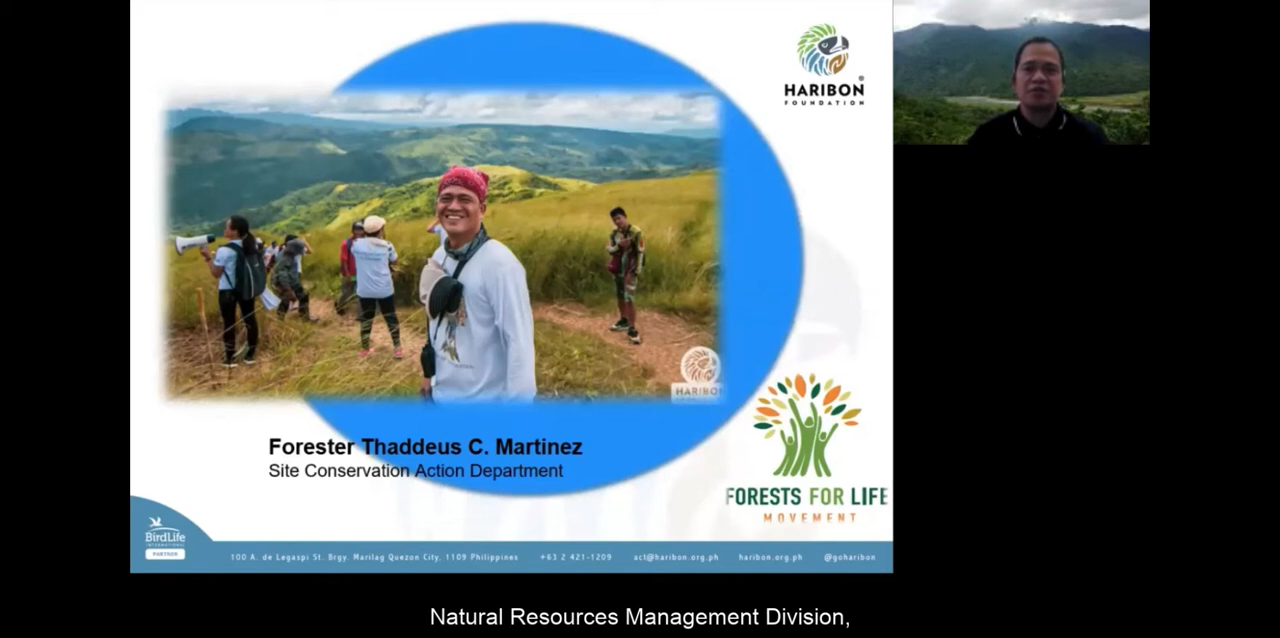 HARIBON
FOUNDATION
HARIBON
Forester Thaddeus C. Martinez
Site Conservation Action Department
FORESTS FOR LIFE
MOVEMENT
BirdLife
INTERNATIONAL
PARTNER
100 A. de Legaspi St. Brgy. Marilag Quezon City, 1109 Philippines +63 2 421-1209 act@haribon.org.ph haribon.org.ph @goharibon
Natural Resources Management Division,